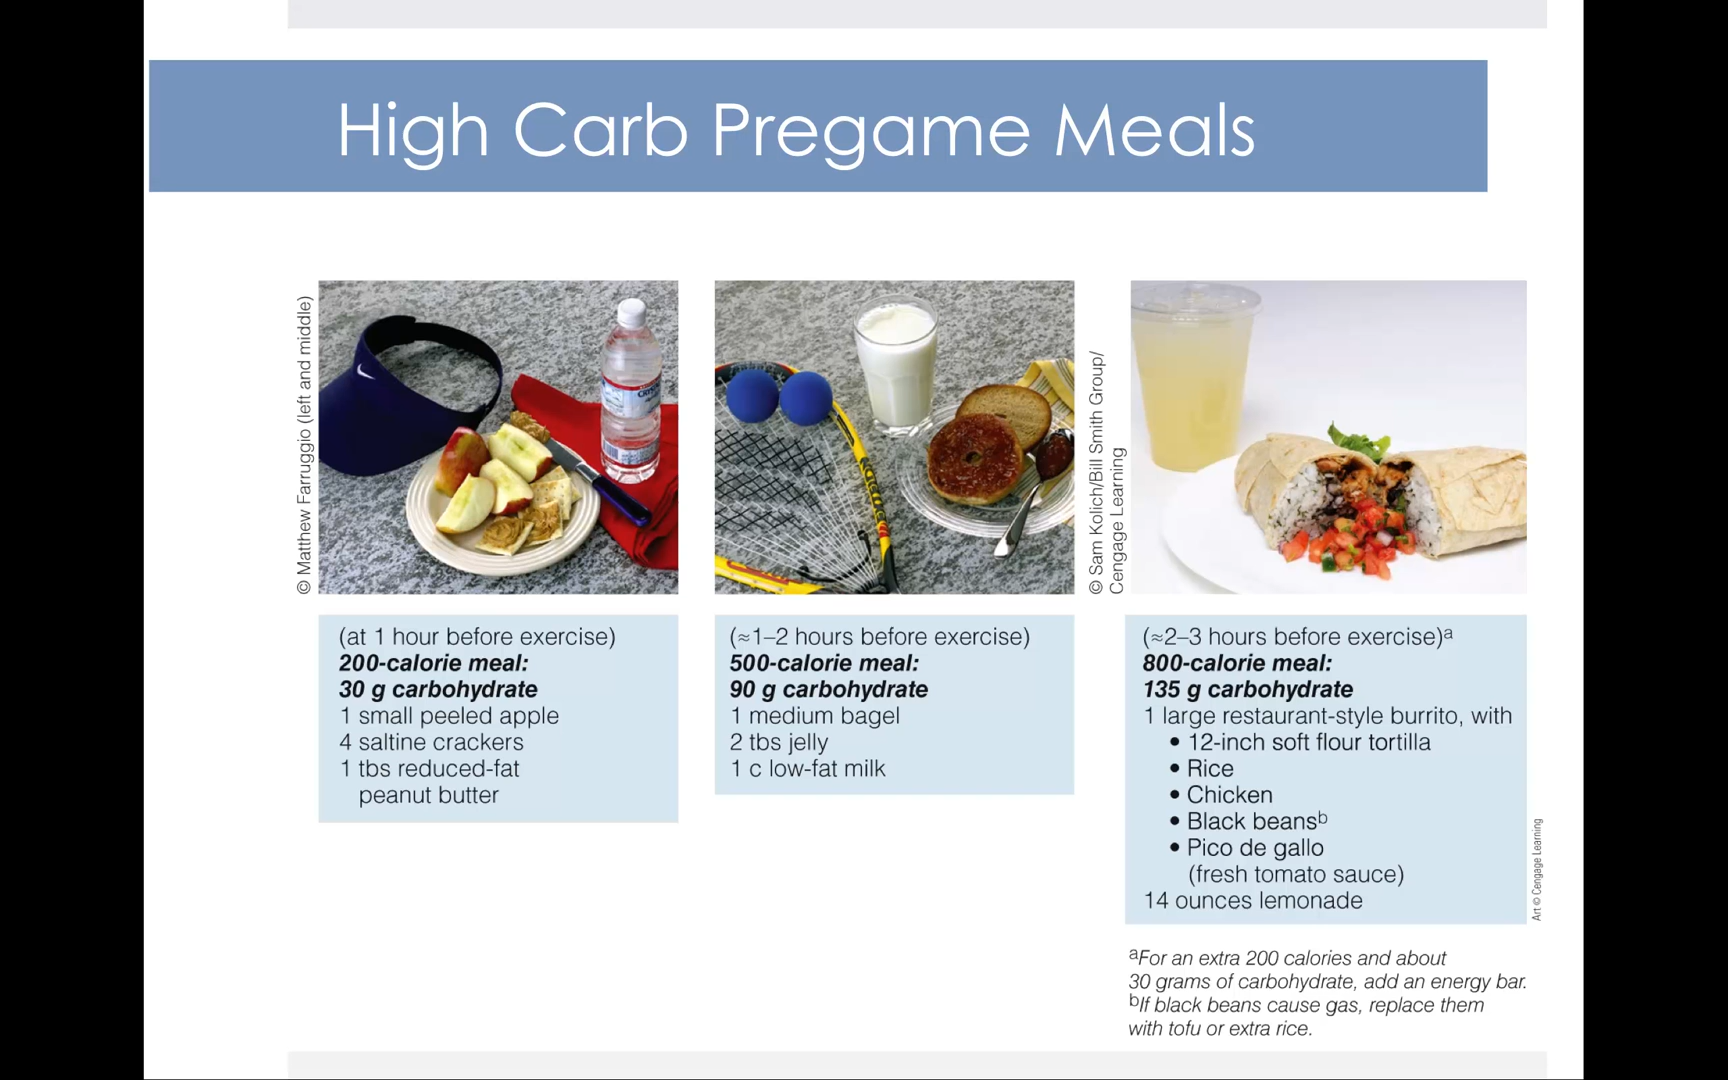 High Carb Pregame Meals
© Matthew Farruggio (left and middle)
© Sam Kolich/Bill Smith Group/
Cengage Learning
(at 1 hour before exercise)
200-calorie meal:
30 g carbohydrate
1 small peeled apple
4 saltine crackers
1 tbs reduced-fat
peanut butter
(≈1–2 hours before exercise)
500-calorie meal:
90 g carbohydrate
1 medium bagel
2 tbs jelly
1 c low-fat milk
(≈2–3 hours before exercise)ᵃ
800-calorie meal:
135 g carbohydrate
1 large restaurant-style burrito, with
• 12-inch soft flour tortilla
• Rice
• Chicken
• Black beansᵇ
• Pico de gallo
(fresh tomato sauce)
14 ounces lemonade
Art © Cengage Learning
ᵃFor an extra 200 calories and about
30 grams of carbohydrate, add an energy bar.
ᵇIf black beans cause gas, replace them
with tofu or extra rice.